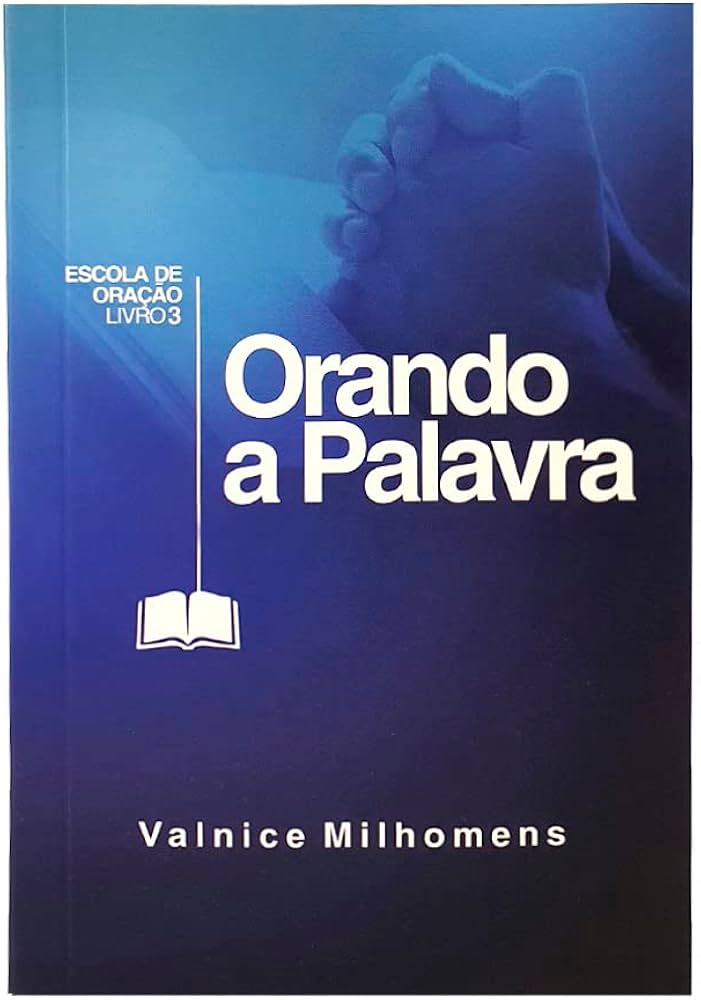 ESCOLA DE
ORAÇÃO
LIVRO 3
Orando
a Palavra
Valnice Milhomens